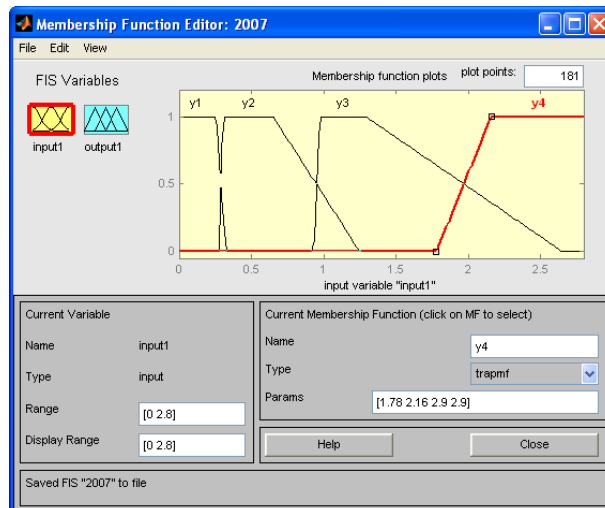 Membership Function Editor: 2007
File Edit View
FIS Variables
input1 output1
Membership function plots plot points: 181
y1 y2 y3 y4
1
0.5
0
0 0.5 1 1.5 2 2.5
input variable "input1"
Current Variable
Name input1
Type input
Range [0 2.8]
Display Range [0 2.8]
Current Membership Function (click on MF to select)
Name y4
Type trapmf
Params [1.78 2.16 2.9 2.9]
Help Close
Saved FIS "2007" to file